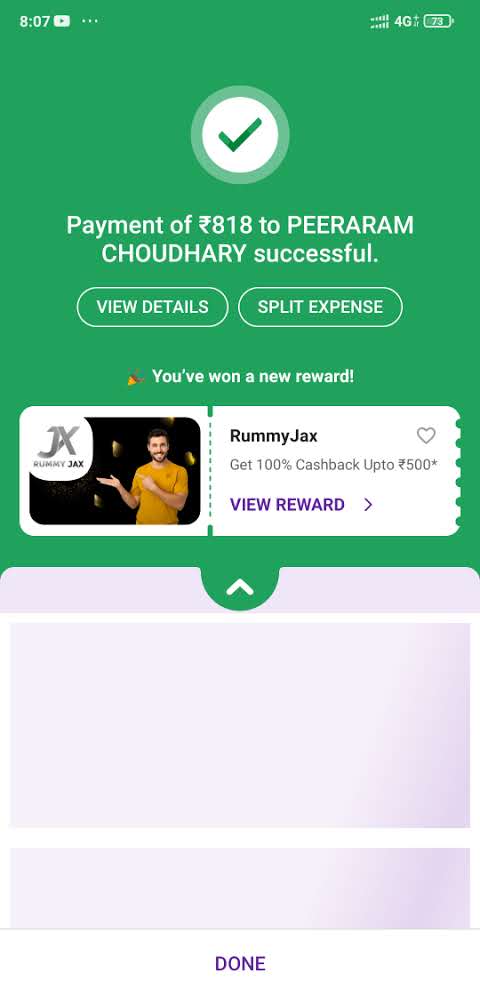 8:07
4G+
73
Payment of ₹818 to PEERARAM
CHOUDHARY successful.
VIEW DETAILS
SPLIT EXPENSE
You've won a new reward!
JX
RUMMY JAX
RummyJax
Get 100% Cashback Upto ₹500*
VIEW REWARD
DONE